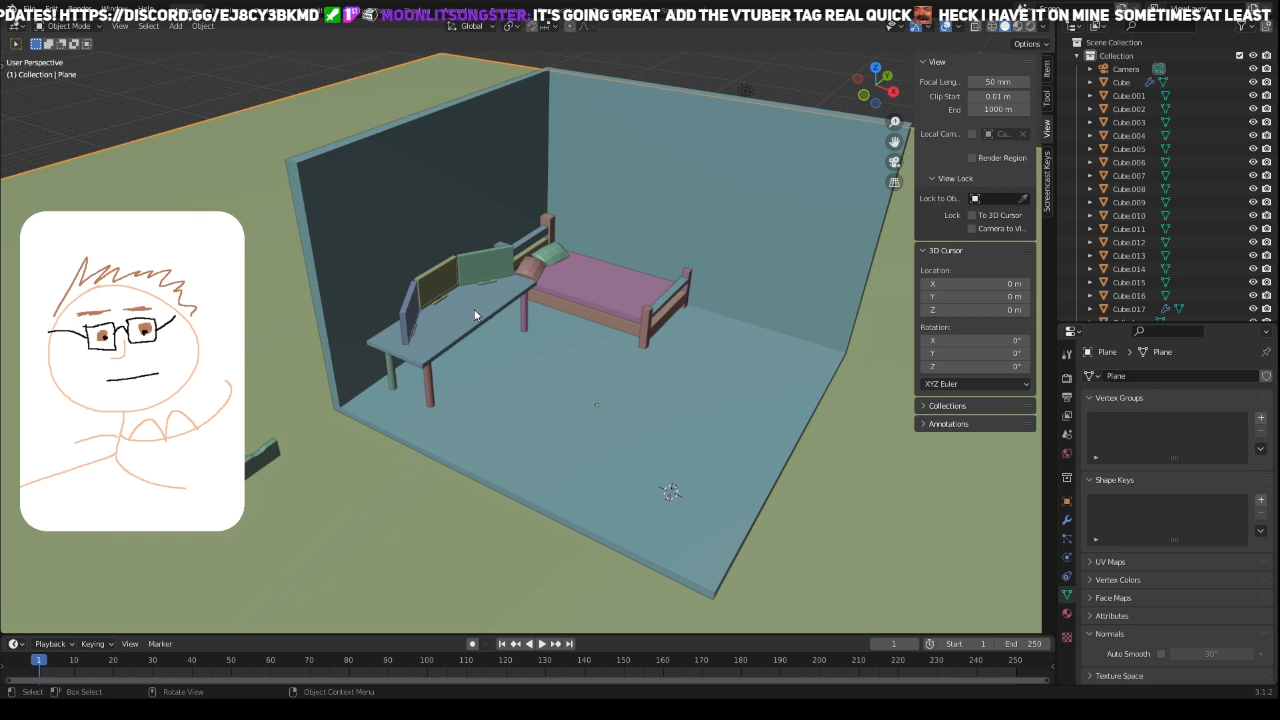 PDATES! HTTPS://DISCORD.GG/EJ8CY3BKMD MOONLITSONGSTER: IT'S GOING GREAT ADD THE VTUBER TAG REAL QUICK HECK I HAVE IT ON MINE SOMETIMES AT LEAST
Object Mode View Select Add Object Global
Options
User Perspective
(1) Collection | Plane
X
Y
Z
View
Focal Leng... 50 mm
Clip Start 0.01 m
End 1000 m
Local Cam... Ca...
Render Region
View Lock
Lock to Ob...
Lock To 3D Cursor
Camera to Vi...
3D Cursor
Location:
X 0 m
Y 0 m
Z 0 m
Rotation:
X 0°
Y 0°
Z 0°
XYZ Euler
Collections
Annotations
Item
Tool
View
Screencast Keys
Scene Collection
Collection
Camera
Cube
Cube.001
Cube.002
Cube.003
Cube.004
Cube.005
Cube.006
Cube.007
Cube.008
Cube.009
Cube.010
Cube.011
Cube.012
Cube.013
Cube.014
Cube.015
Cube.016
Cube.017
Plane Plane
Plane
Vertex Groups
Shape Keys
UV Maps
Vertex Colors
Face Maps
Attributes
Normals
Auto Smooth 30°
Texture Space
Playback Keying View Marker
1 Start 1 End 250
1 10 20 30 40 50 60 70 80 90 100 110 120 130 140 150 160 170 180 190 200 210 220 230 240 250
Select Box Select Rotate View Object Context Menu 3.1.2